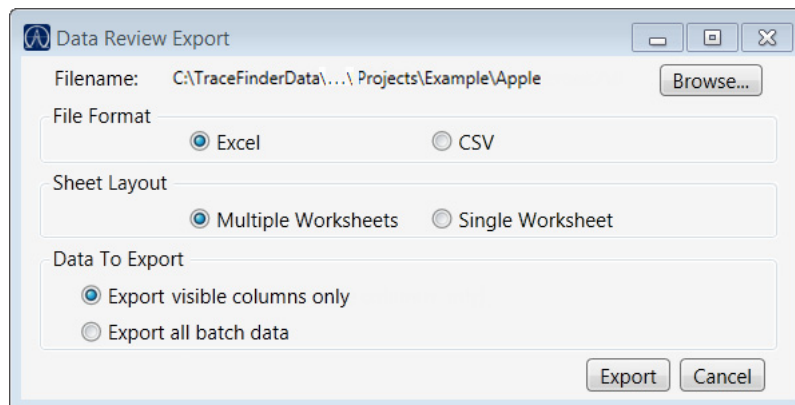 Data Review Export
Filename: C:\TraceFinderData\...\ Projects\Example\Apple Browse...
File Format
Excel CSV
Sheet Layout
Multiple Worksheets Single Worksheet
Data To Export
Export visible columns only
Export all batch data
Export Cancel